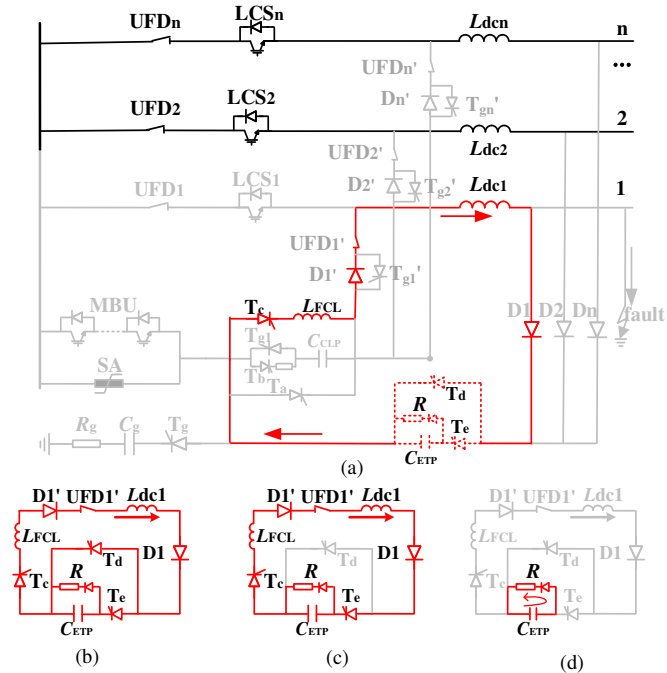 UFDn LCSn Ldcn n
...
UFDn'
Dn' Tgn'
UFD2 LCS2 Ldc2 2
UFD2'
D2' Tg2'
UFD1 LCS1 Ldc1 1
UFD1'
D1' Tg1'
MBU Tc LFCL D1 D2 Dn fault
Tg1 CCLP
SA Tb
Ta
Td
R
Te
Rg Cg Tg
CETP
(a)
D1' UFD1' Ldc1
LFCL
Td D1
Tc R
Te
CETP
(b)
D1' UFD1' Ldc1
LFCL
Td D1
Tc R
Te
CETP
(c)
D1' UFD1' Ldc1
LFCL
Td D1
Tc R
Te
CETP
(d)